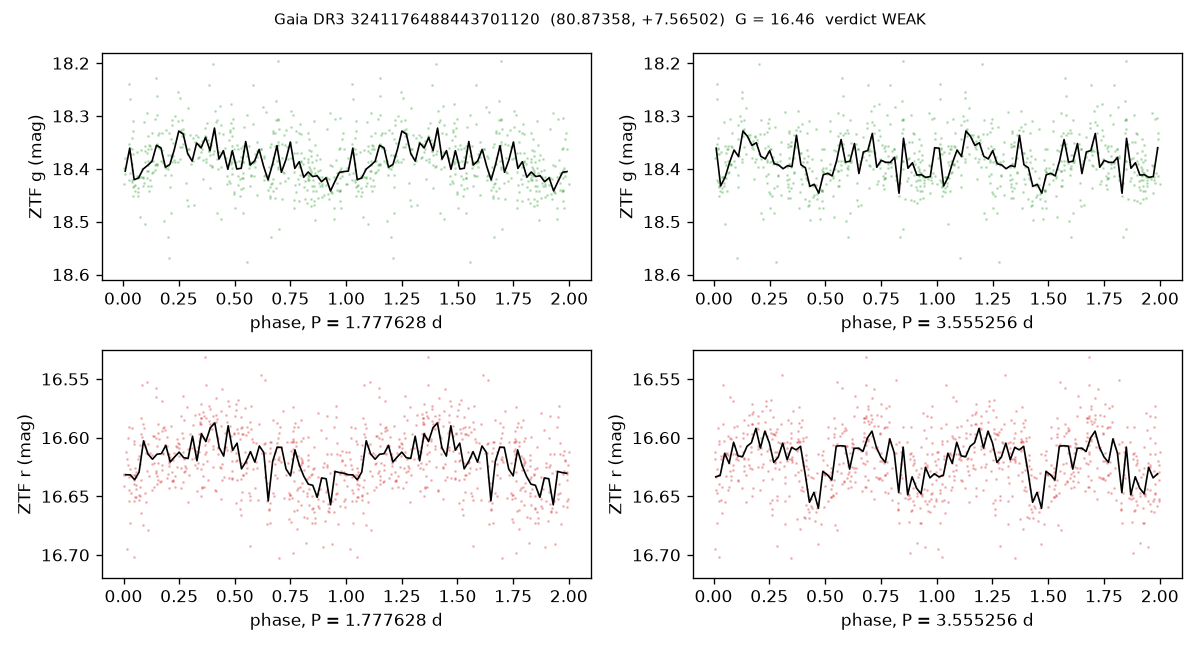 Gaia DR3 3241176488443701120 (80.87358, +7.56502) G = 16.46 verdict WEAK
18.2
18.3
18.4
18.5
18.6
ZTF g (mag)
0.00 0.25 0.50 0.75 1.00 1.25 1.50 1.75 2.00
phase, P = 1.777628 d
18.2
18.3
18.4
18.5
18.6
ZTF g (mag)
0.00 0.25 0.50 0.75 1.00 1.25 1.50 1.75 2.00
phase, P = 3.555256 d
16.55
16.60
16.65
16.70
ZTF r (mag)
0.00 0.25 0.50 0.75 1.00 1.25 1.50 1.75 2.00
phase, P = 1.777628 d
16.55
16.60
16.65
16.70
ZTF r (mag)
0.00 0.25 0.50 0.75 1.00 1.25 1.50 1.75 2.00
phase, P = 3.555256 d